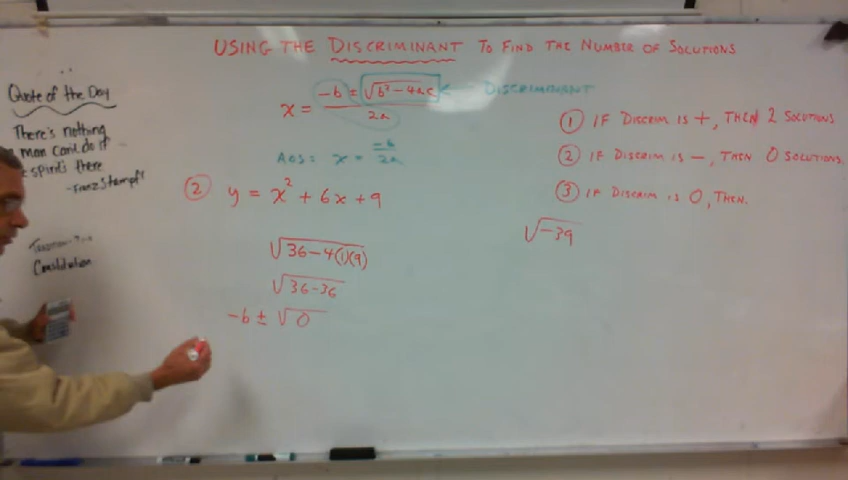 USING THE DISCRIMINANT TO FIND THE NUMBER OF SOLUTIONS
Quote of the Day
There's nothing
man can't do if
spirit's there
-Franz Stampfl
Constitution
x = -b ± √b² - 4ac / 2a
DISCRIMINANT
AOS: x = -b / 2a
② y = x² + 6x + 9
√36 - 4(1)(9)
√36-36
-b ± √0
① IF DISCRIM IS +, THEN 2 SOLUTIONS
② IF DISCRIM IS -, THEN 0 SOLUTIONS.
③ IF DISCRIM IS 0, THEN.
√-39